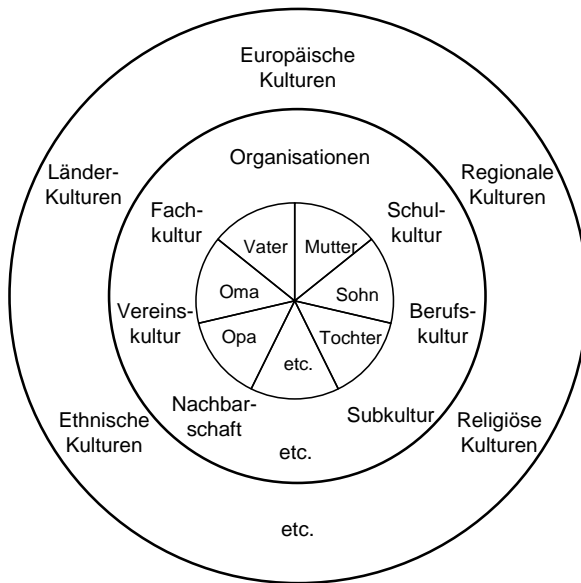 Europäische
Kulturen
Länder-
Kulturen
Organisationen
Regionale
Kulturen
Fach-
kultur
Schul-
kultur
Vater
Mutter
Oma
Sohn
Vereins-
kultur
Berufs-
kultur
Opa
Tochter
etc.
Nachbar-
schaft
Subkultur
Ethnische
Kulturen
Religiöse
Kulturen
etc.
etc.